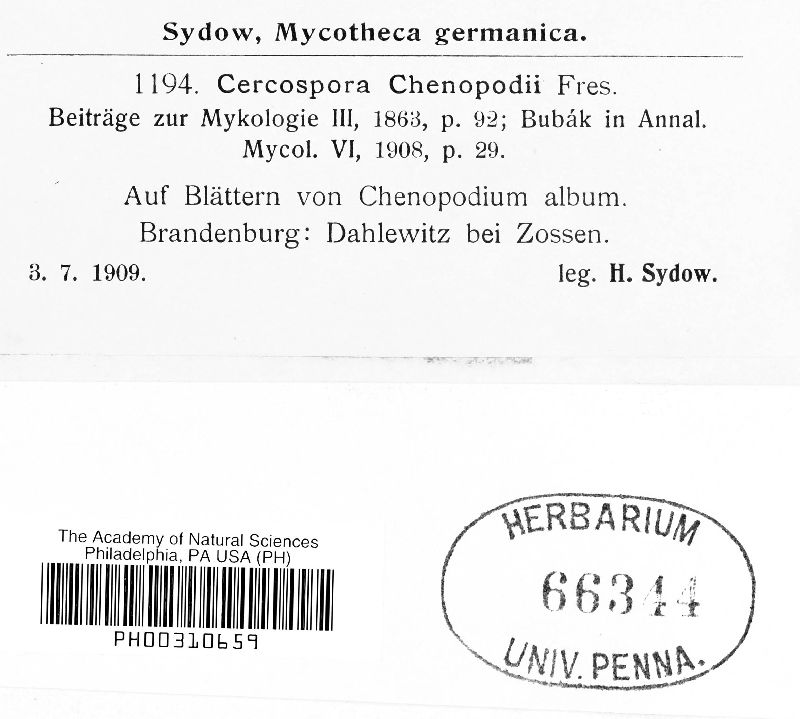 Sydow, Mycotheca germanica.
1194. Cercospora Chenopodii Fres.
Beiträge zur Mykologie III, 1863, p. 92; Bubák in Annal.
Mycol. VI, 1908, p. 29.
Auf Blättern von Chenopodium album.
Brandenburg: Dahlewitz bei Zossen.
3. 7. 1909. leg. H. Sydow.
The Academy of Natural Sciences
Philadelphia, PA USA (PH)
PH00310659
HERBARIUM
66344
UNIV. PENNA.